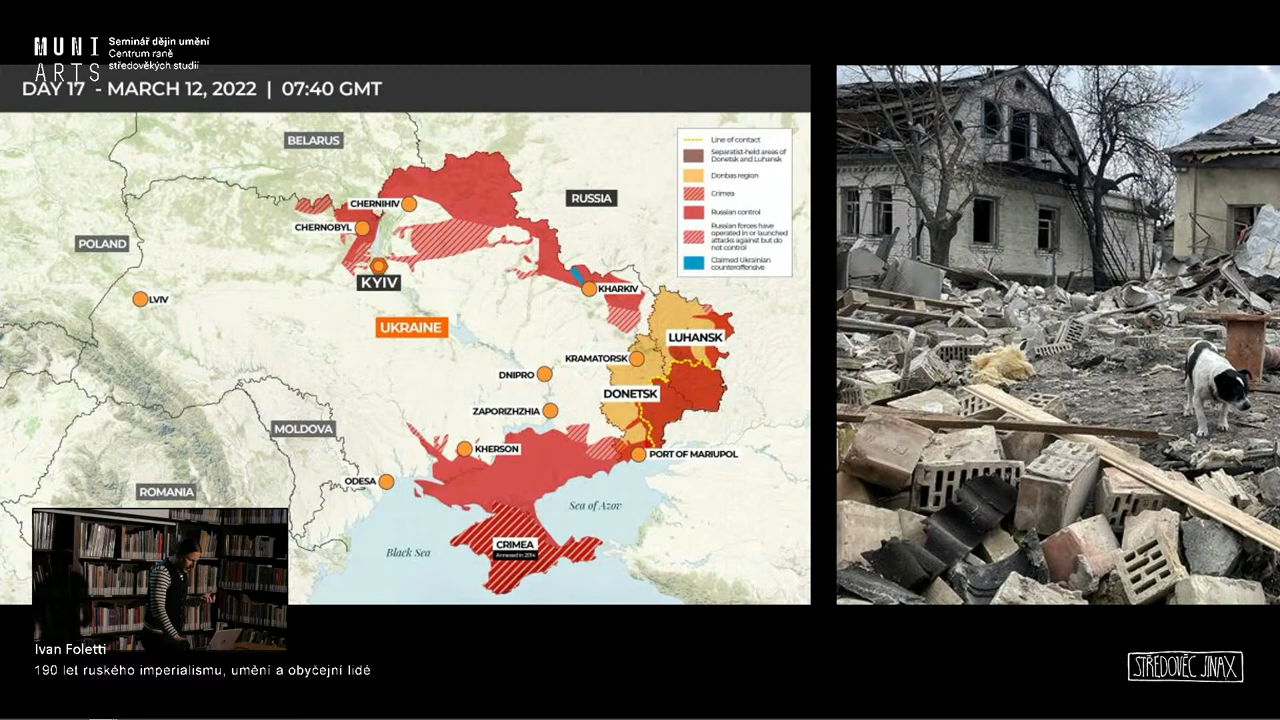 MUNI
ARTS
Seminář dějin umění
Centrum raně
středověkých studií
DAY 17 - MARCH 12, 2022 | 07:40 GMT
BELARUS
RUSSIA
POLAND
CHERNIHIV
CHERNOBYL
KYIV
KHARKIV
LVIV
UKRAINE
LUHANSK
KRAMATORSK
DNIPRO
DONETSK
ZAPORIZHZHIA
MOLDOVA
KHERSON
PORT OF MARIUPOL
ODESA
ROMANIA
Sea of Azov
CRIMEA
Annexed in 2014
Black Sea
Line of contact
Separatist-held areas of
Donetsk and Luhansk
Donbas region
Crimea
Russian control
Russian forces have
operated in or launched
attacks against but do
not control
Claimed Ukrainian
counteroffensive
Ivan Foletti
190 let ruského imperialismu, umění a obyčejní lidé
STŘEDOVĚC JINAX